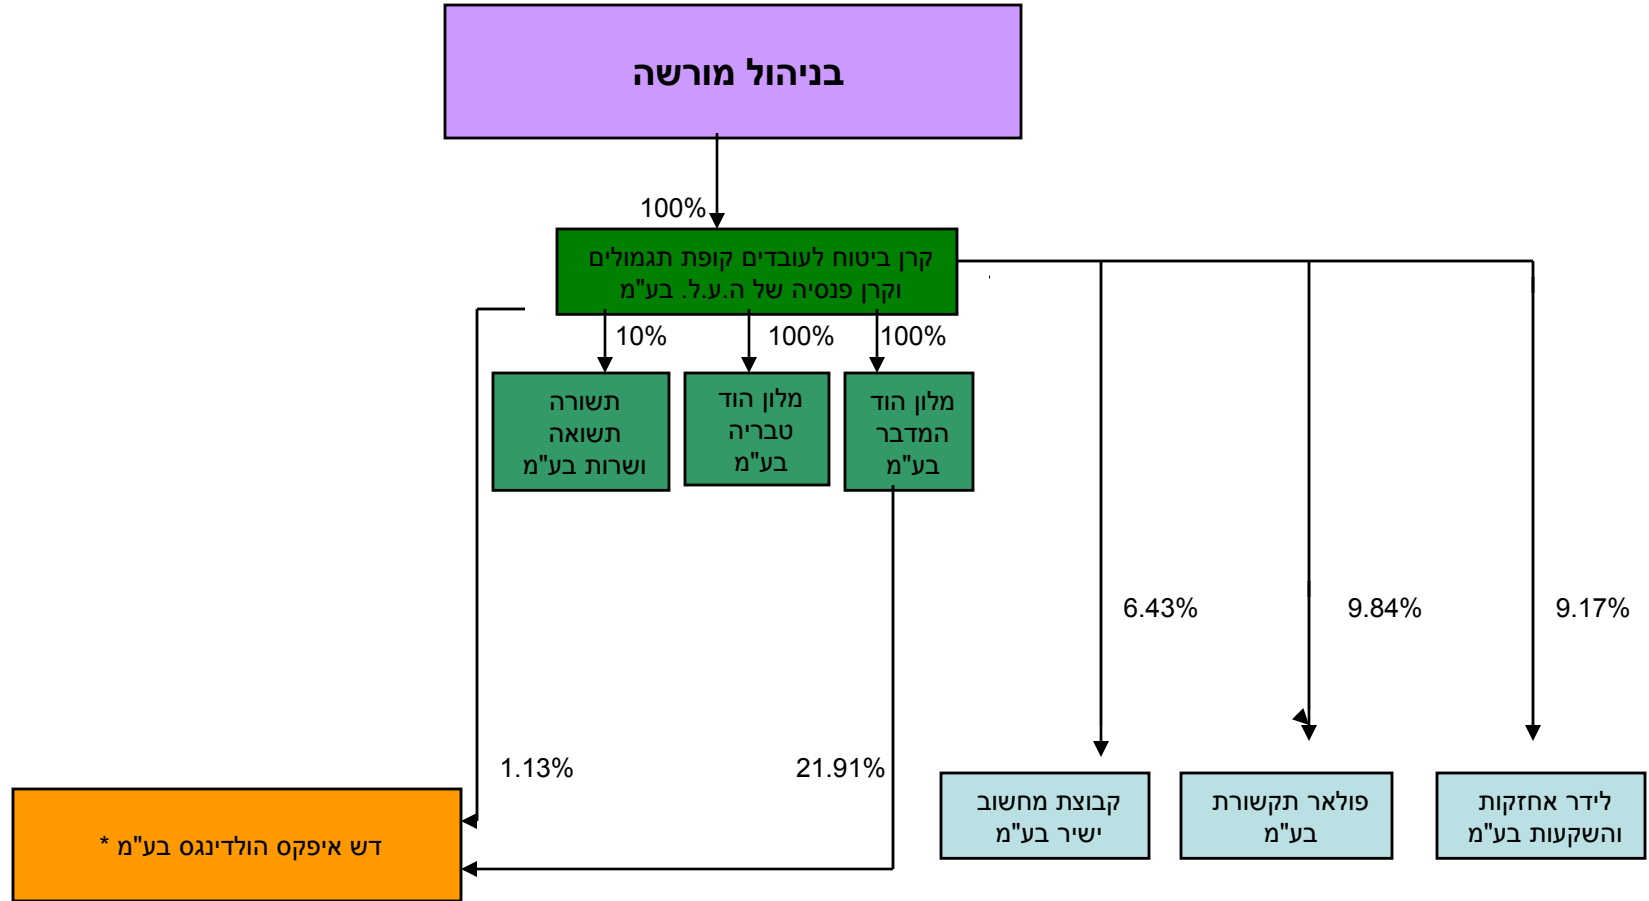 בניהול מורשה
100%
קרן ביטוח לעובדים קופת תגמולים
וקרן פנסיה של ה.ע.ל. בע"מ
100%
100%
10%
מלון הוד
המדבר
בע"מ
מלון הוד
טבריה
בע"מ
תשורה
תשואה
ושרות בע"מ
9.17%
9.84%
6.43%
21.91%
1.13%
לידר אחזקות
והשקעות בע"מ
פולאר תקשורת
בע"מ
קבוצת מחשוב
ישיר בע"מ
דש איפקס הולדינגס בע"מ *